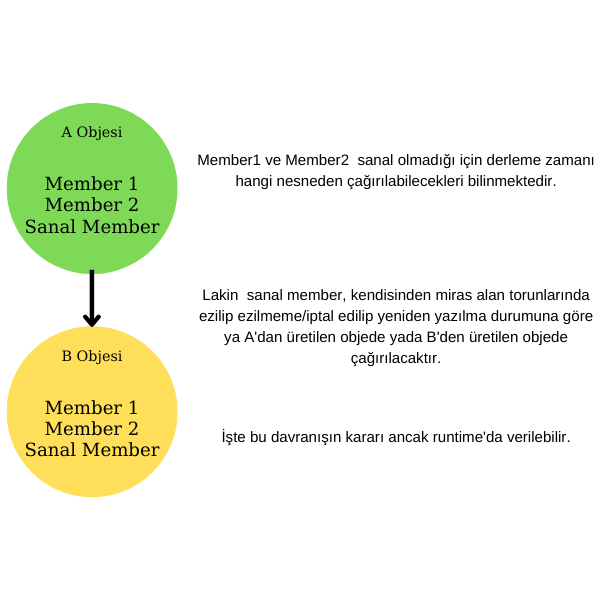 A Objesi
Member 1
Member 2
Sanal Member
Member1 ve Member2  sanal olmadığı için derleme zamanı
hangi nesneden çağırılabilecekleri bilinmektedir.
Lakin  sanal member, kendisinden miras alan torunlarında
ezilip ezilmeme/iptal edilip yeniden yazılma durumuna göre
ya A'dan üretilen objede yada B'den üretilen objede
çağırılacaktır.
B Objesi
Member 1
Member 2
Sanal Member
İşte bu davranışın kararı ancak runtime'da verilebilir.